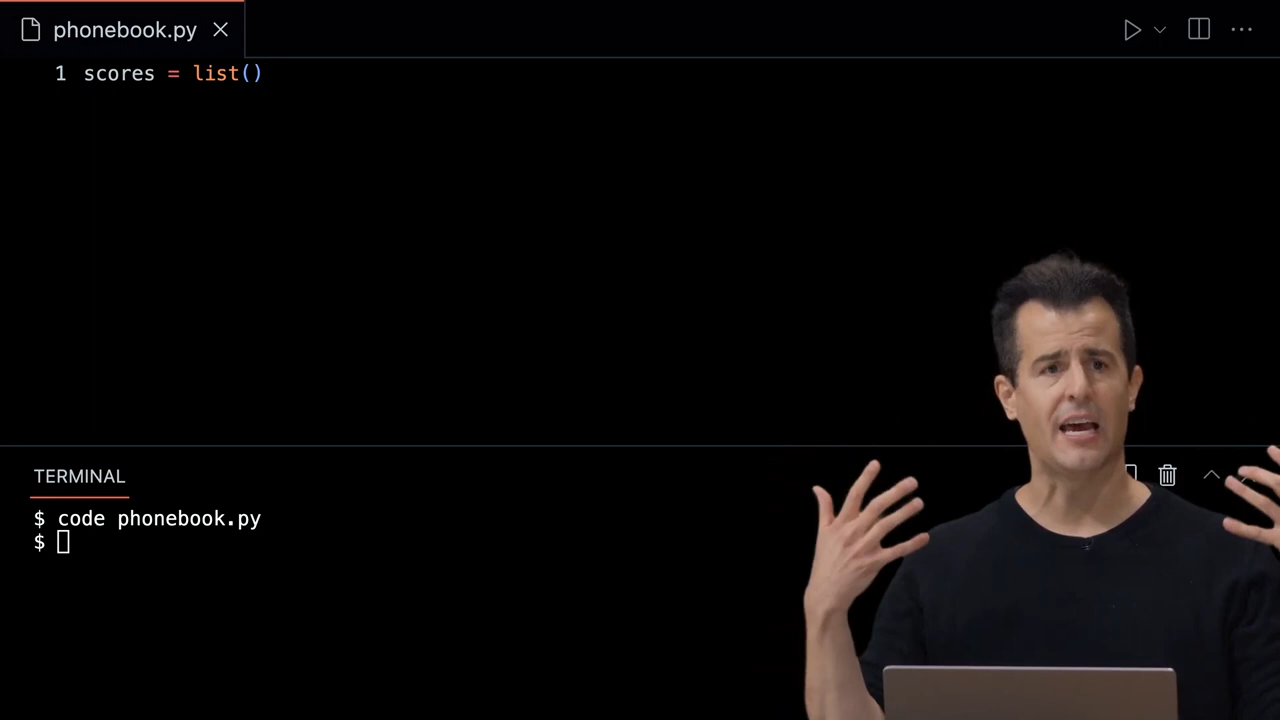 phonebook.py
1 scores = list()
TERMINAL
$ code phonebook.py
$